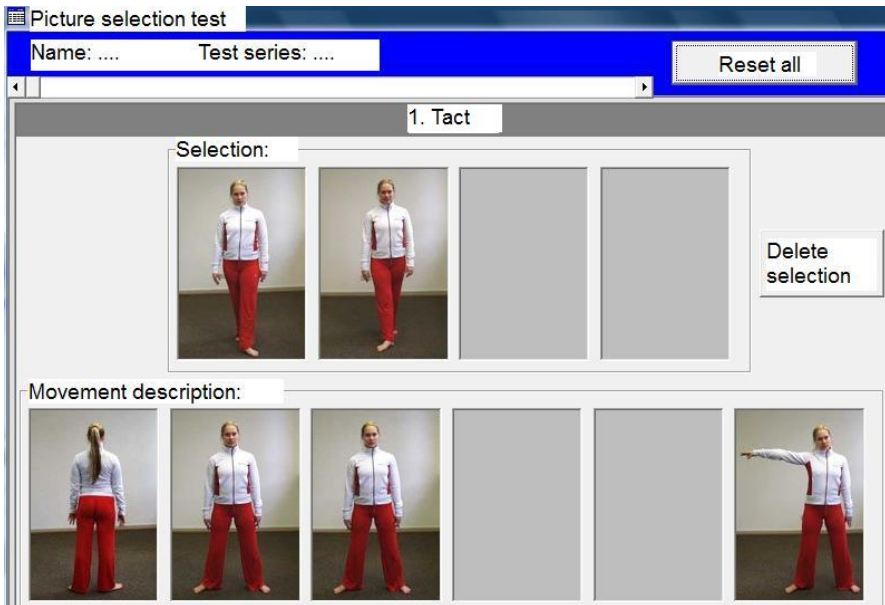 Picture selection test
Name: .... Test series: ....
Reset all
1. Tact
Selection:
Delete
selection
Movement description: